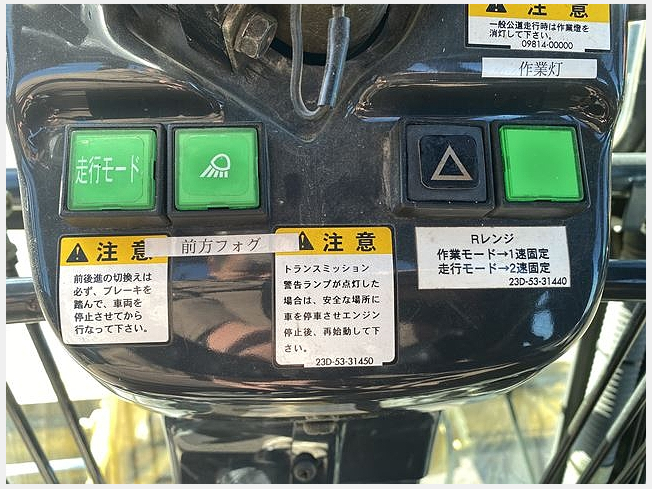 注意
一般公道走行時は作業燈を
消灯して下さい。
09814-00000
作業灯
走行モード
前方フォグ
注意
前後進の切換えは
必ず、ブレーキを
踏んで、車両を
停止させてから
行なって下さい。
注意
トランスミッション
警告ランプが点灯した
場合は、安全な場所に
車を停車させエンジン
停止後、再始動して下
さい。
23D-53-31450
Rレンジ
作業モード→1速固定
走行モード→2速固定
23D-53-31440